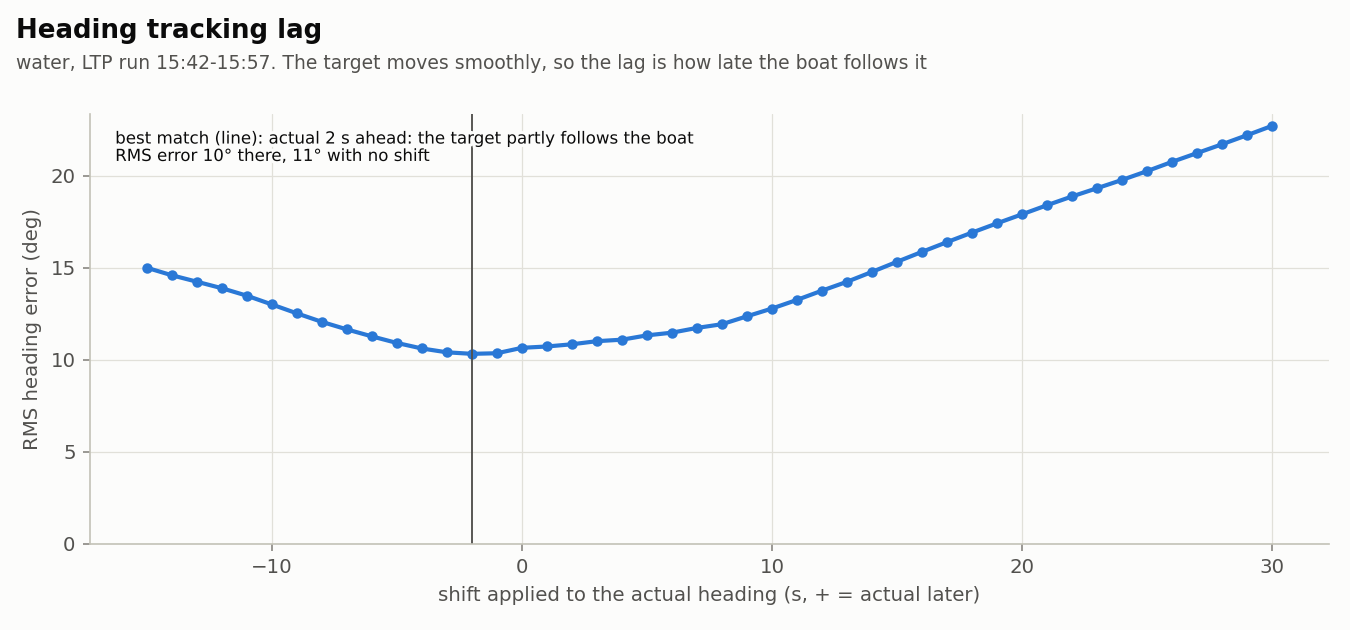 Heading tracking lag
water, LTP run 15:42-15:57. The target moves smoothly, so the lag is how late the boat follows it
best match (line): actual 2 s ahead: the target partly follows the boat
RMS error 10° there, 11° with no shift
RMS heading error (deg)
20
15
10
5
0
−10
0
10
20
30
shift applied to the actual heading (s, + = actual later)